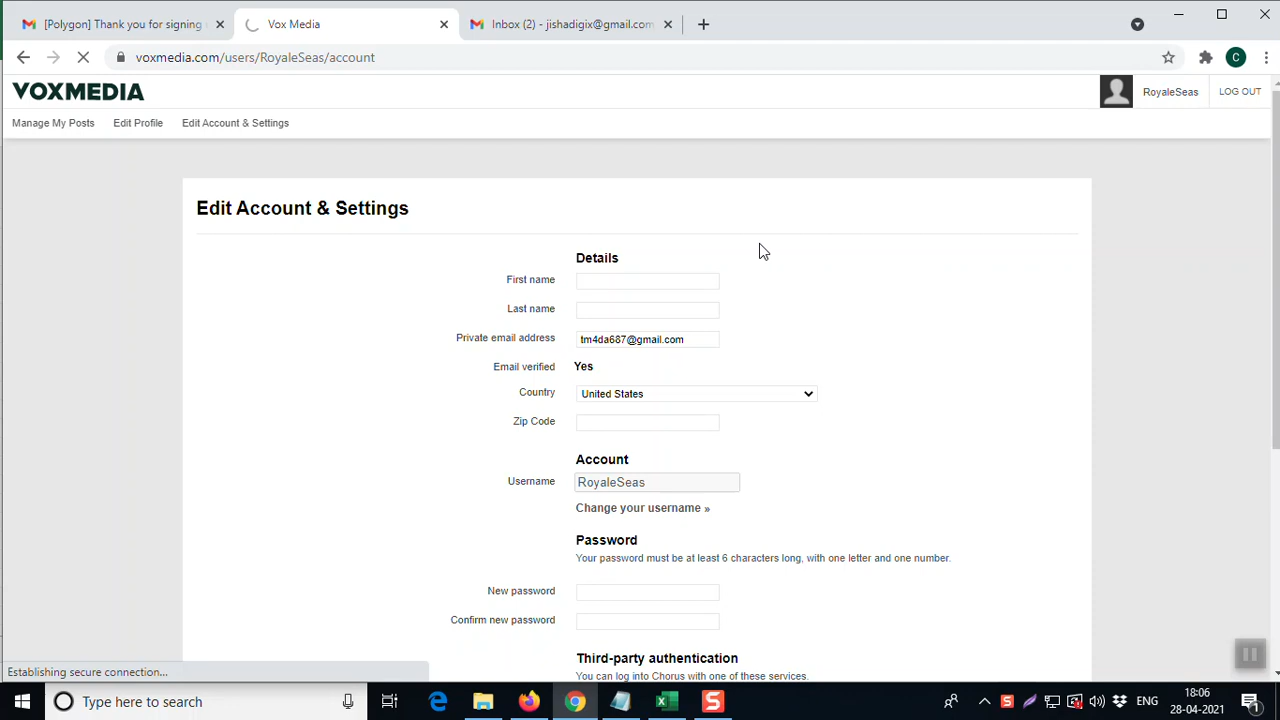 [Polygon] Thank you for signing
Vox Media
Inbox (2) - jishadigix@gmail.com
voxmedia.com/users/RoyaleSeas/account
C
VOXMEDIA
RoyaleSeas
LOG OUT
Manage My Posts
Edit Profile
Edit Account & Settings
Edit Account & Settings
Details
First name
Last name
Private email address
tm4da687@gmail.com
Email verified
Yes
Country
United States
Zip Code
Account
Username
RoyaleSeas
Change your username »
Password
Your password must be at least 6 characters long, with one letter and one number.
New password
Confirm new password
Third-party authentication
You can log into Chorus with one of these services.
Establishing secure connection...
Type here to search
ENG
18:06
28-04-2021
1